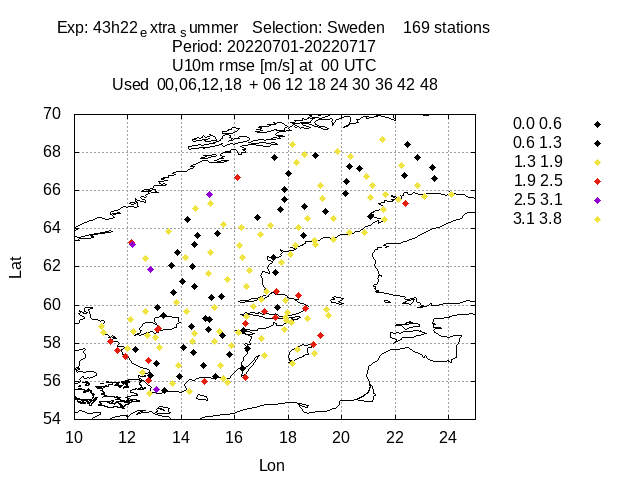 Exp: 43h22 e xtra s ummer Selection: Sweden 169 stations
Period: 20220701-20220717
U10m rmse [m/s] at 00 UTC
Used 00,06,12,18 + 06 12 18 24 30 36 42 48
0.0 0.6
0.6 1.3
1.3 1.9
1.9 2.5
2.5 3.1
3.1 3.8
70
68
66
64
62
60
58
56
54
Lat
10 12 14 16 18 20 22 24
Lon